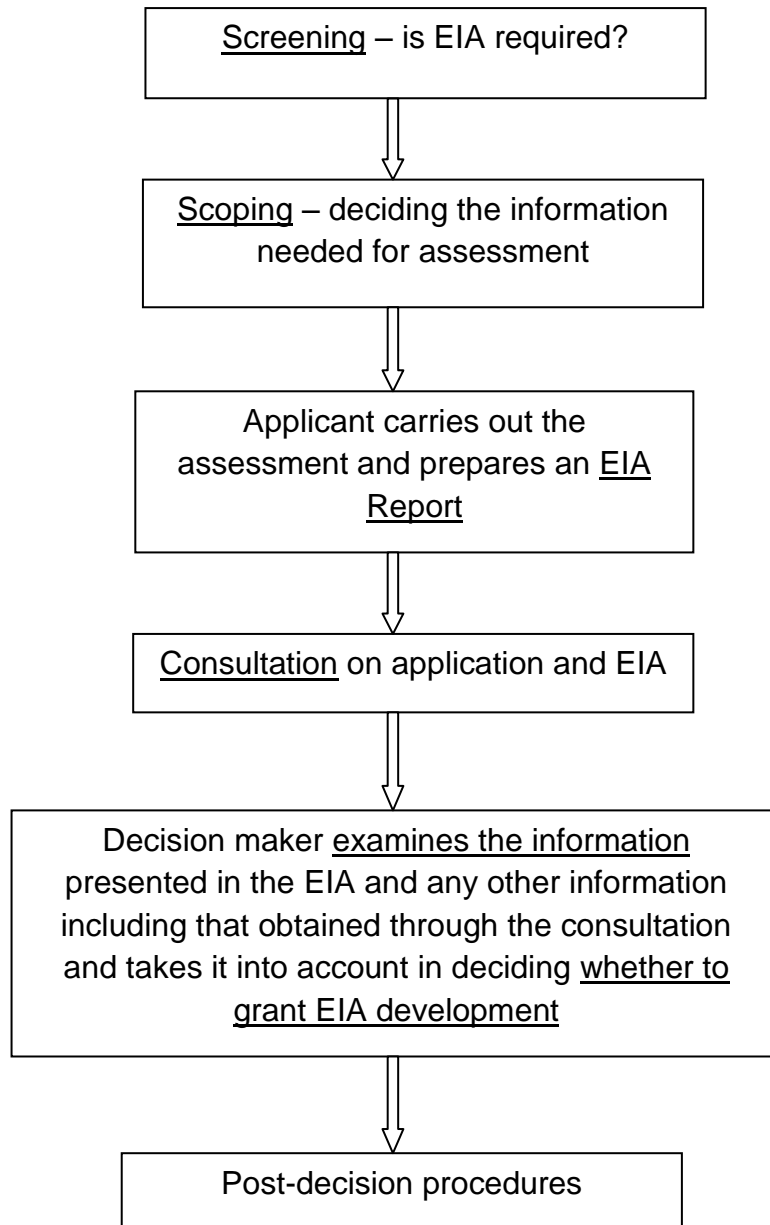 Screening – is EIA required?
Scoping – deciding the information
needed for assessment
Applicant carries out the
assessment and prepares an EIA
Report
Consultation on application and EIA
Decision maker examines the information
presented in the EIA and any other information
including that obtained through the consultation
and takes it into account in deciding whether to
grant EIA development
Post-decision procedures